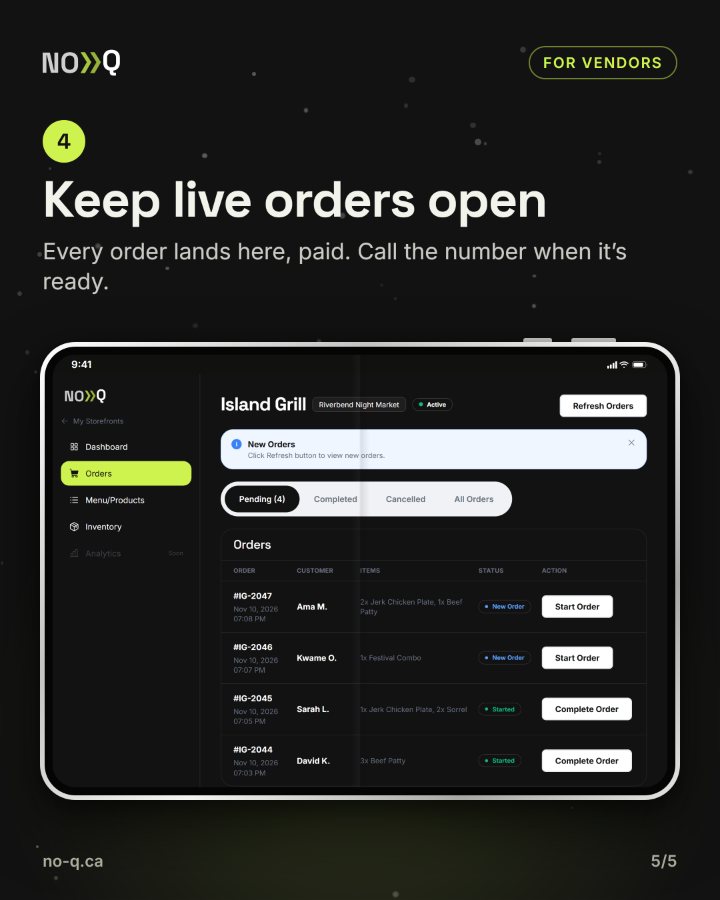 NO»Q
FOR VENDORS
4
Keep live orders open
Every order lands here, paid. Call the number when it’s
ready.
9:41
NO»Q
← My Storefronts
Dashboard
Orders
Menu/Products
Inventory
Analytics Soon
Island Grill
Riverbend Night Market
Active
Refresh Orders
New Orders
Click Refresh button to view new orders.
Pending (4) Completed Cancelled All Orders
Orders
ORDER CUSTOMER ITEMS STATUS ACTION
#IG-2047
Nov 10, 2026
07:08 PM
Ama M.
2x Jerk Chicken Plate, 1x Beef
Patty
New Order
Start Order
#IG-2046
Nov 10, 2026
07:07 PM
Kwame O.
1x Festival Combo
New Order
Start Order
#IG-2045
Nov 10, 2026
07:05 PM
Sarah L.
1x Jerk Chicken Plate, 2x Sorrel
Started
Complete Order
#IG-2044
Nov 10, 2026
07:03 PM
David K.
3x Beef Patty
Started
Complete Order
no-q.ca
5/5